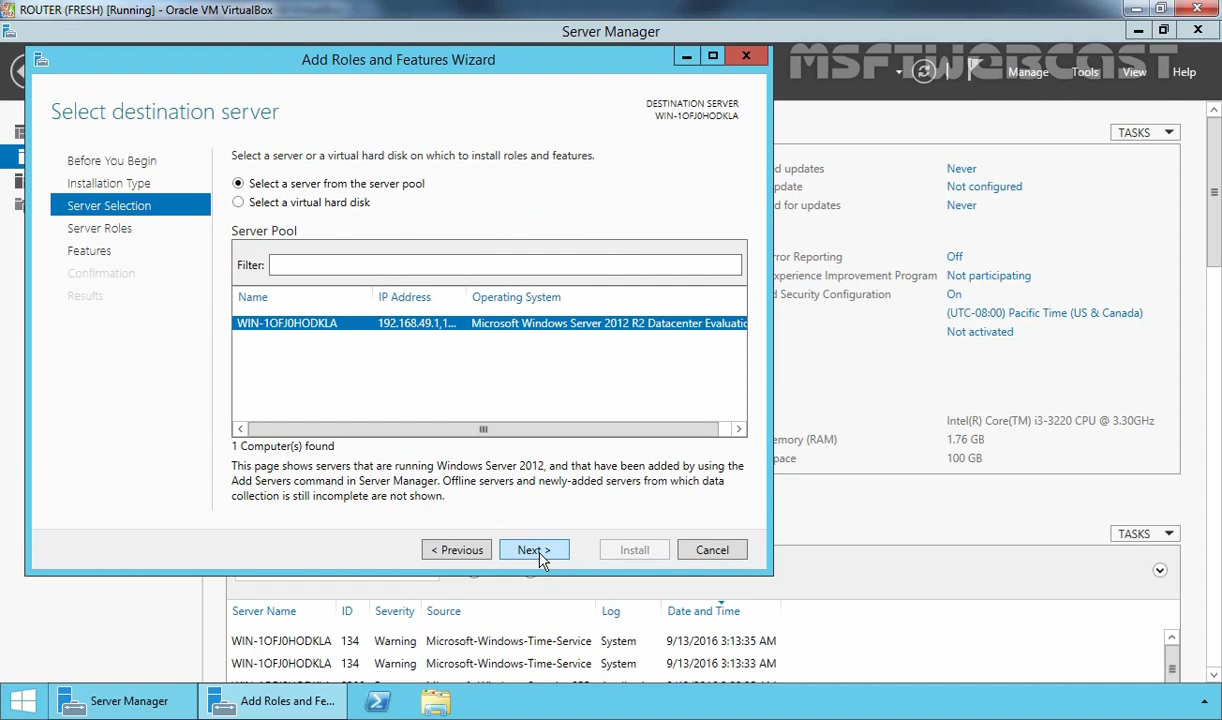 ROUTER (FRESH) [Running] - Oracle VM VirtualBox
Server Manager
MSFTWEBCAST
Manage Tools View Help
Add Roles and Features Wizard
Select destination server
DESTINATION SERVER
WIN-1OFJ0HODKLA
Before You Begin
Installation Type
Server Selection
Server Roles
Features
Confirmation
Results
Select a server or a virtual hard disk on which to install roles and features.
Select a server from the server pool
Select a virtual hard disk
Server Pool
Filter:
Name IP Address Operating System
WIN-1OFJ0HODKLA 192.168.49.1,1... Microsoft Windows Server 2012 R2 Datacenter Evaluatio
1 Computer(s) found
This page shows servers that are running Windows Server 2012, and that have been added by using the
Add Servers command in Server Manager. Offline servers and newly-added servers from which data
collection is still incomplete are not shown.
< Previous Next > Install Cancel
TASKS
d updates Never
pdate Not configured
d for updates Never
rror Reporting Off
xperience Improvement Program Not participating
d Security Configuration On
(UTC-08:00) Pacific Time (US & Canada)
Not activated
Intel(R) Core(TM) i3-3220 CPU @ 3.30GHz
emory (RAM) 1.76 GB
pace 100 GB
TASKS
Server Name ID Severity Source Log Date and Time
WIN-1OFJ0HODKLA 134 Warning Microsoft-Windows-Time-Service System 9/13/2016 3:13:35 AM
WIN-1OFJ0HODKLA 134 Warning Microsoft-Windows-Time-Service System 9/13/2016 3:13:33 AM
Server Manager Add Roles and Fe...